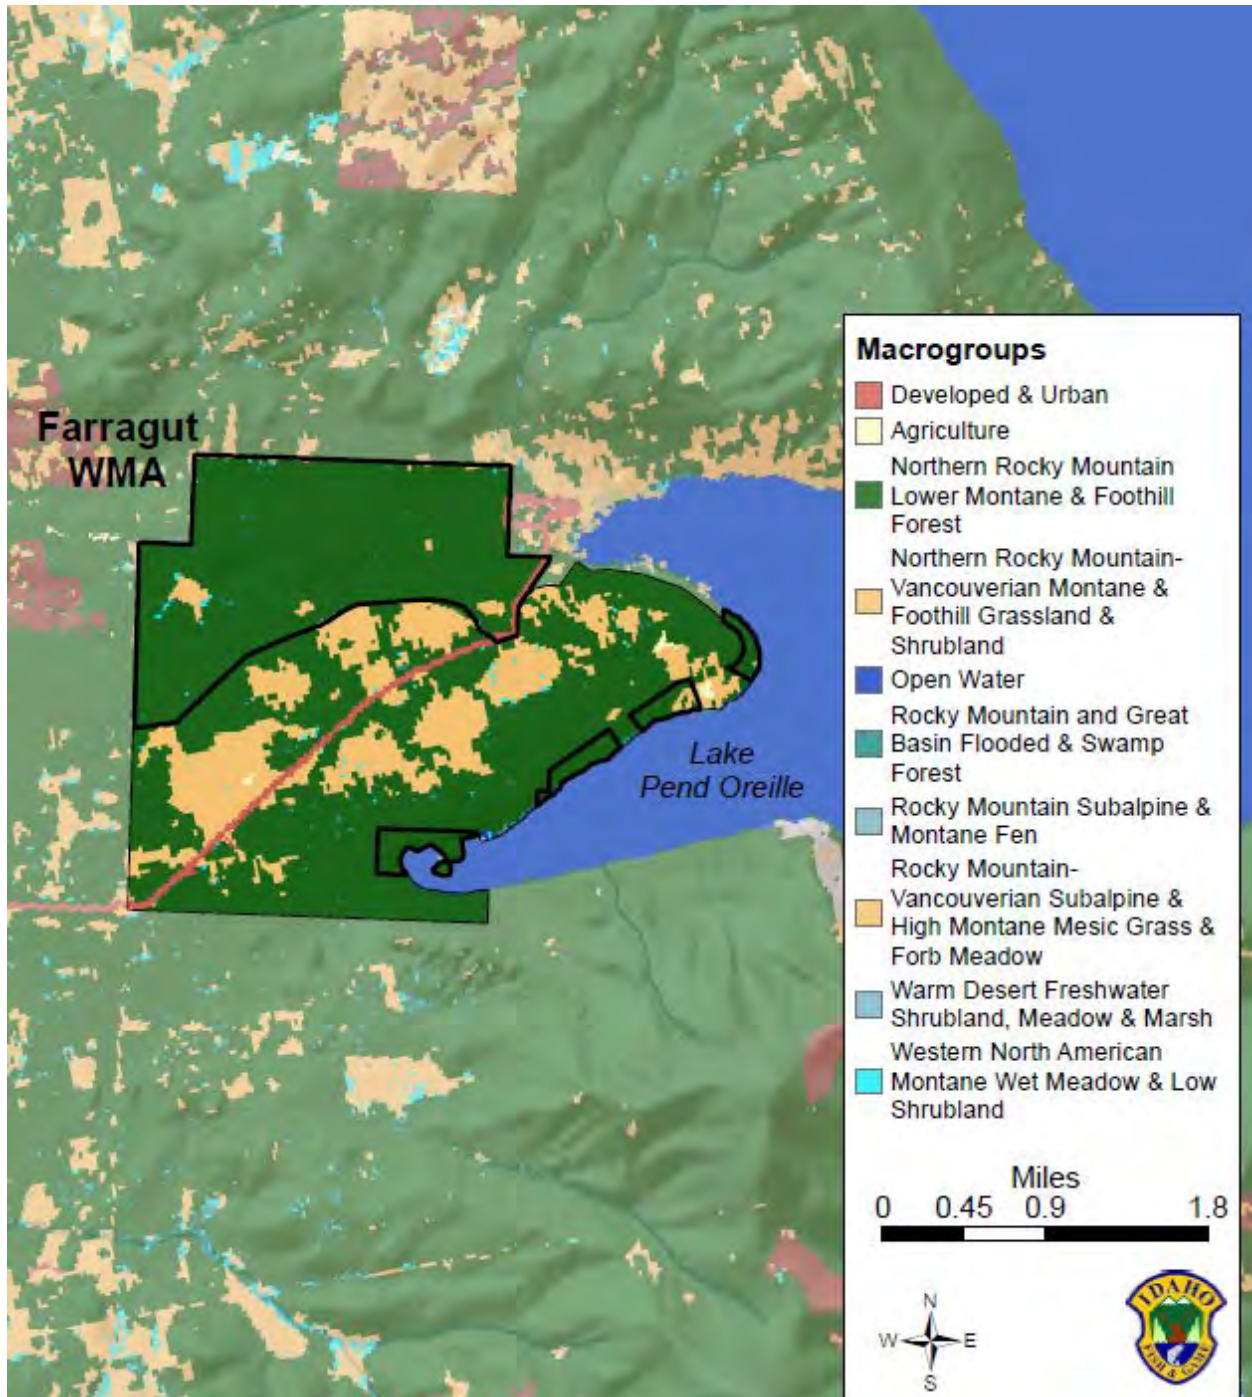 Farragut
WMA
Lake
Pend Oreille
Macrogroups
Developed & Urban
Agriculture
Northern Rocky Mountain
Lower Montane & Foothill
Forest
Northern Rocky Mountain-
Vancouverian Montane &
Foothill Grassland &
Shrubland
Open Water
Rocky Mountain and Great
Basin Flooded & Swamp
Forest
Rocky Mountain Subalpine &
Montane Fen
Rocky Mountain-
Vancouverian Subalpine &
High Montane Mesic Grass &
Forb Meadow
Warm Desert Freshwater
Shrubland, Meadow & Marsh
Western North American
Montane Wet Meadow & Low
Shrubland
Miles
0 0.45 0.9 1.8
N
W E
S
IDAHO
FISH & GAME